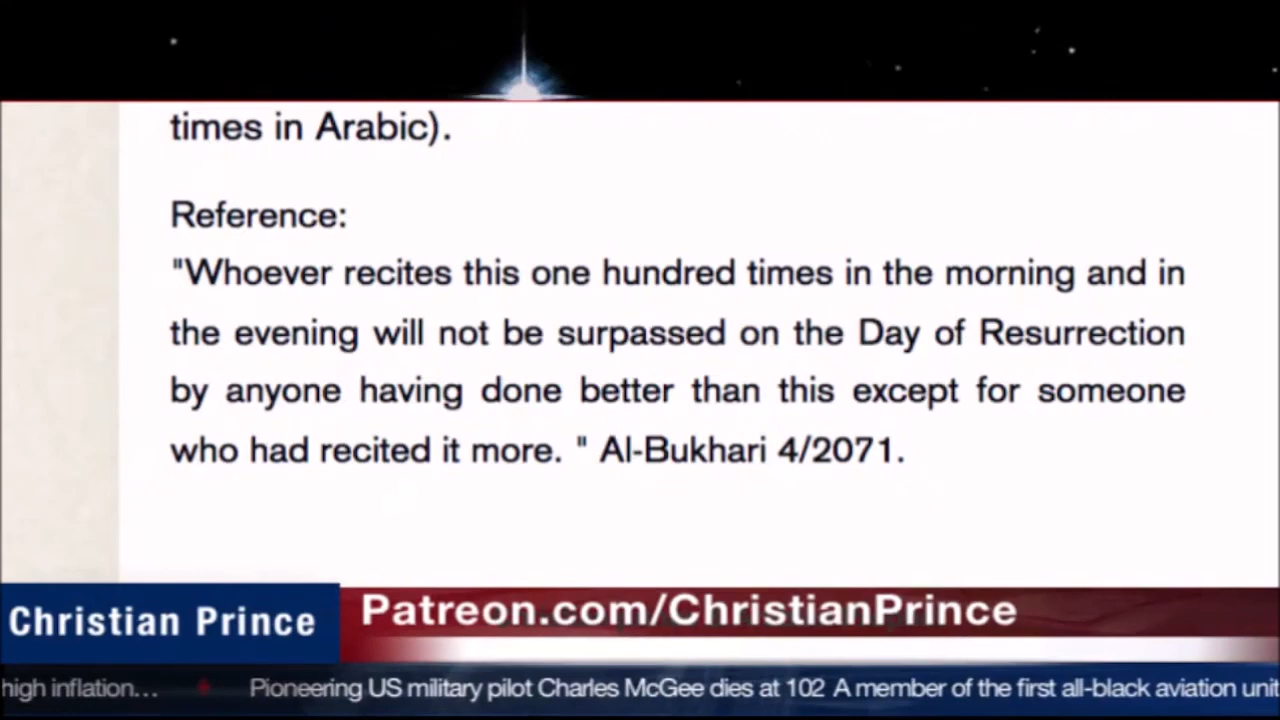 times in Arabic).
Reference:
"Whoever recites this one hundred times in the morning and in
the evening will not be surpassed on the Day of Resurrection
by anyone having done better than this except for someone
who had recited it more. " Al-Bukhari 4/2071.
Christian Prince
Patreon.com/ChristianPrince
high inflation... Pioneering US military pilot Charles McGee dies at 102 A member of the first all-black aviation unit